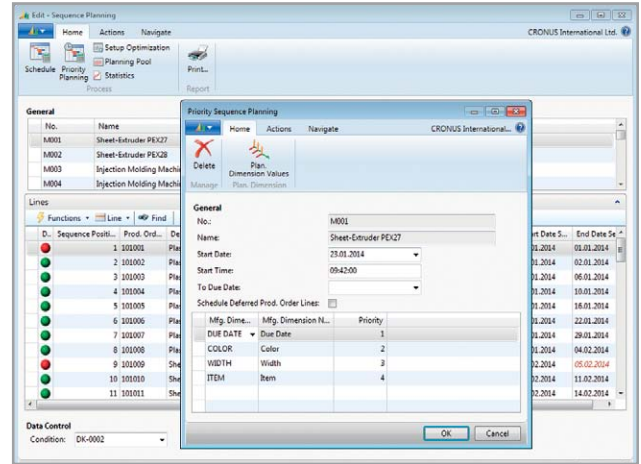 Edit - Sequence Planning
Home Actions Navigate CRONUS International Ltd.
Schedule
Priority Planning
Setup Optimization
Planning Pool
Statistics
Print...
Process Report
General
No. Name
M001 Sheet-Extruder PEX27
M002 Sheet-Extruder PEX28
M003 Injection Molding
M004 Injection Molding
Lines
Functions Line Find
D.. Sequence Positi... Prod. Ord...
1 101001
2 101002
3 101003
4 101004
5 101005
6 101006
7 101007
8 101008
9 101009
10 101010
11 101011
Data Control
Condition: DK-0002
Priority Sequence Planning
Home Actions Navigate CRONUS International...
Delete
Plan. Dimension Values
Manage Plan. Dimension
General
No.: M001
Name: Sheet-Extruder PEX27
Start Date: 23.01.2014
Start Time: 09:42:00
To Due Date:
Schedule Deferred Prod. Order Lines:
Mfg. Dime... Mfg. Dimension N... Priority
DUE DATE Due Date 1
COLOR Color 2
WIDTH Width 3
ITEM Item 4
OK Cancel
End Date Se
01.01.2014
02.01.2014
06.01.2014
10.01.2014
16.01.2014
22.01.2014
29.01.2014
04.02.2014
05.02.2014
11.02.2014
14.02.2014